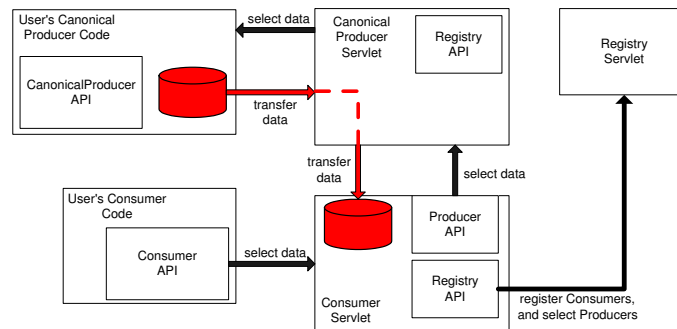 User's Canonical
Producer Code
CanonicalProducer
API
select data
transfer
data
Canonical
Producer
Servlet
Registry
API
Registry
Servlet
transfer
data
select data
User's Consumer
Code
Consumer
API
select data
Producer
API
Registry
API
Consumer
Servlet
register Consumers,
and select Producers